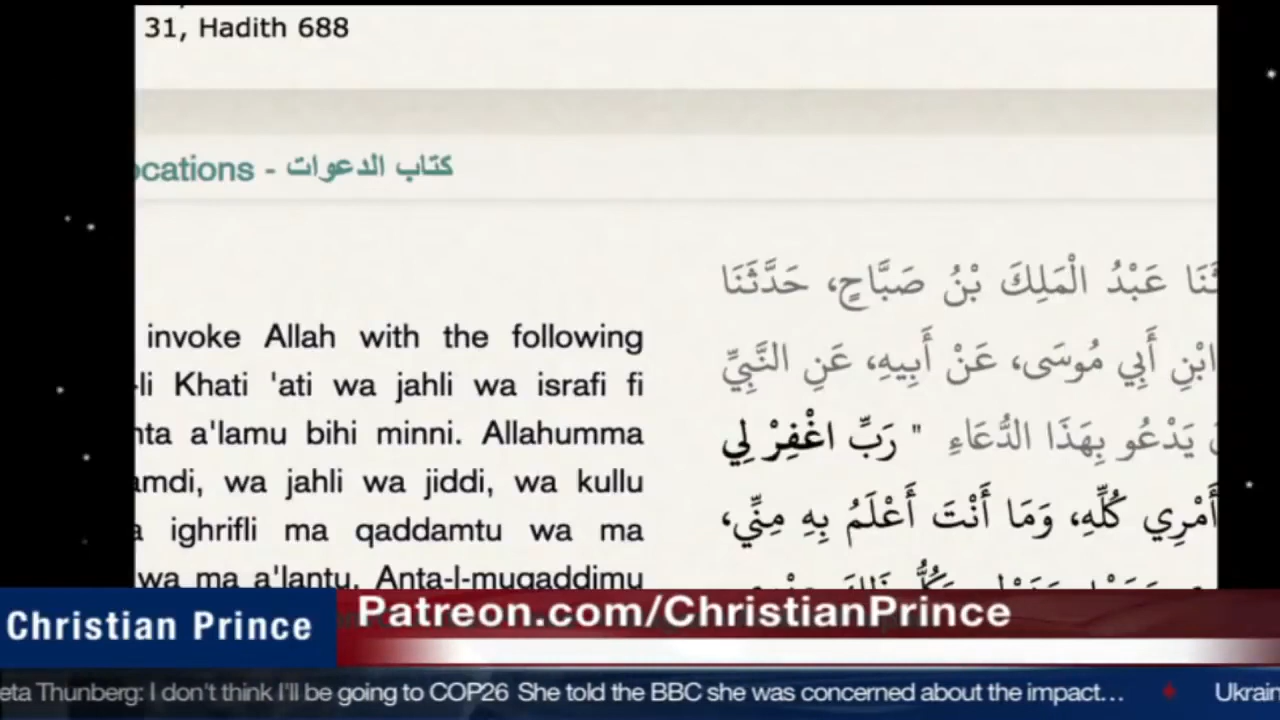 31, Hadith 688
ocations - كتاب الدعوات
invoke Allah with the following
-li Khati 'ati wa jahli wa israfi fi
nta a'lamu bihi minni. Allahumma
amdi, wa jahli wa jiddi, wa kullu
a ighrifli ma qaddamtu wa ma
wa ma a'lantu. Anta-l-muqaddimu
عَبْدُ الْمَلِكَ بْنُ صَبَّاحٍ، حَدَّثَنَا
ابْنِ أَبِي مُوسَى، عَنْ أَبِيهِ، عَنِ النَّبِيِّ
يَدْعُو بِهَذَا الدُّعَاءِ " رَبِّ اغْفِرْ لِي
أَمْرِي كُلِّهِ، وَمَا أَنْتَ أَعْلَمُ بِهِ مِنِّي،
Christian Prince
Patreon.com/ChristianPrince
eta Thunberg: I don't think I'll be going to COP26 She told the BBC she was concerned about the impact... Ukrain